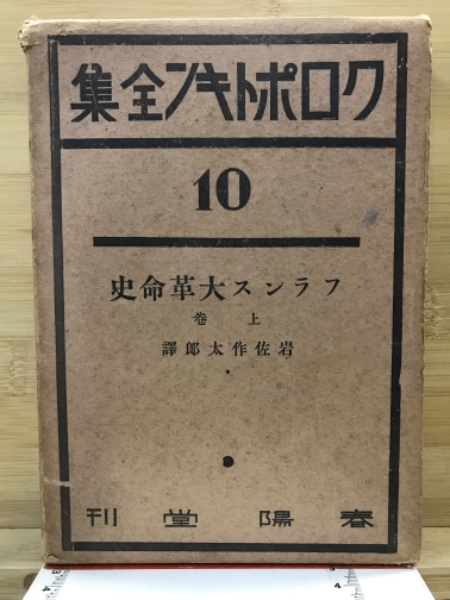 クロポトキン全集
10
フランス大革命史
上巻
岩佐作太郎譯
春陽堂刊